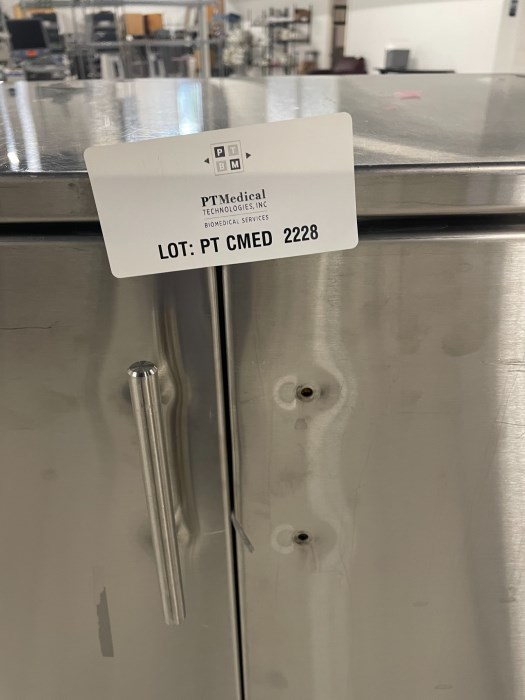 P T
B M
PTMedical
TECHNOLOGIES, INC
BIOMEDICAL SERVICES
LOT: PT CMED 2228